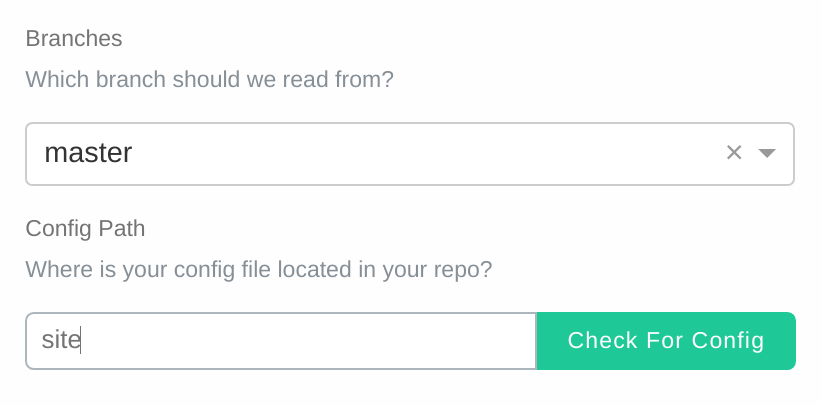 Branches
Which branch should we read from?
master
Config Path
Where is your config file located in your repo?
site
Check For Config